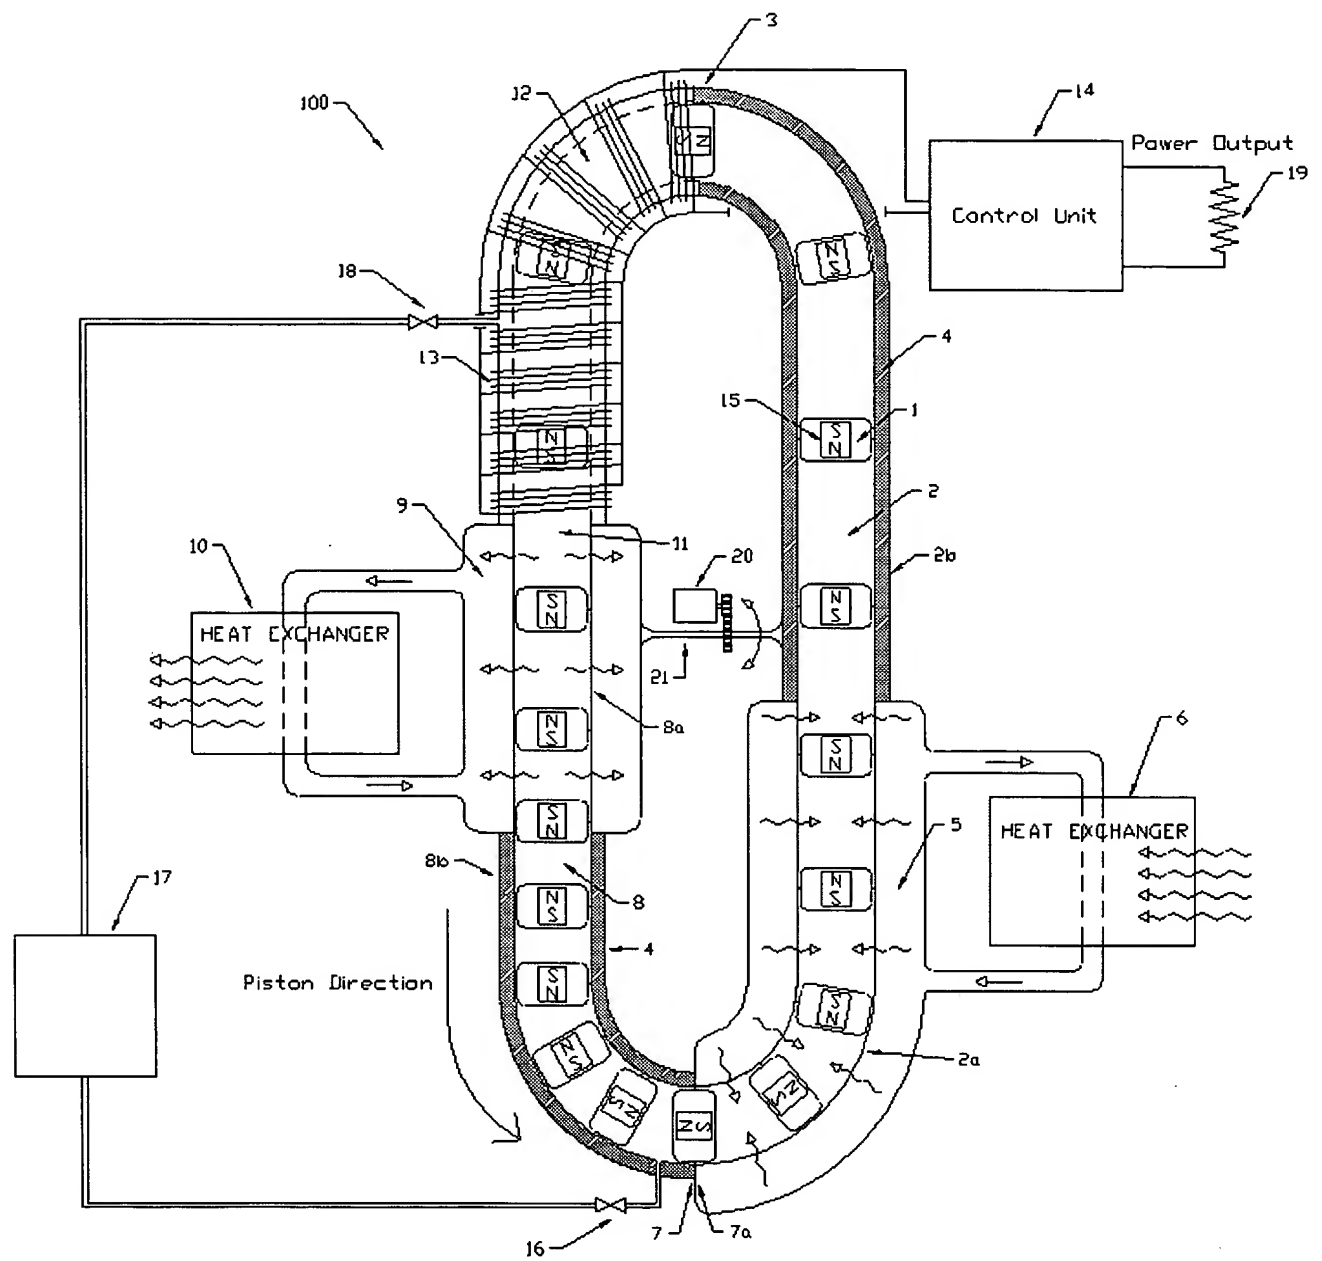 3
12
100
14
Power Output
19
Control Unit
N S
N S
N S
18
4
13
15
1
S N
N S
9
2
10
11
20
2b
HEAT EXCHANGER
S N
N S
21
8a
6
N S
S N
S N
HEAT EXCHANGER
5
8b
17
8
N S
N S
4
Piston Direction
S N
S N
2a
N S
N S
N S
N S
7
7a
16